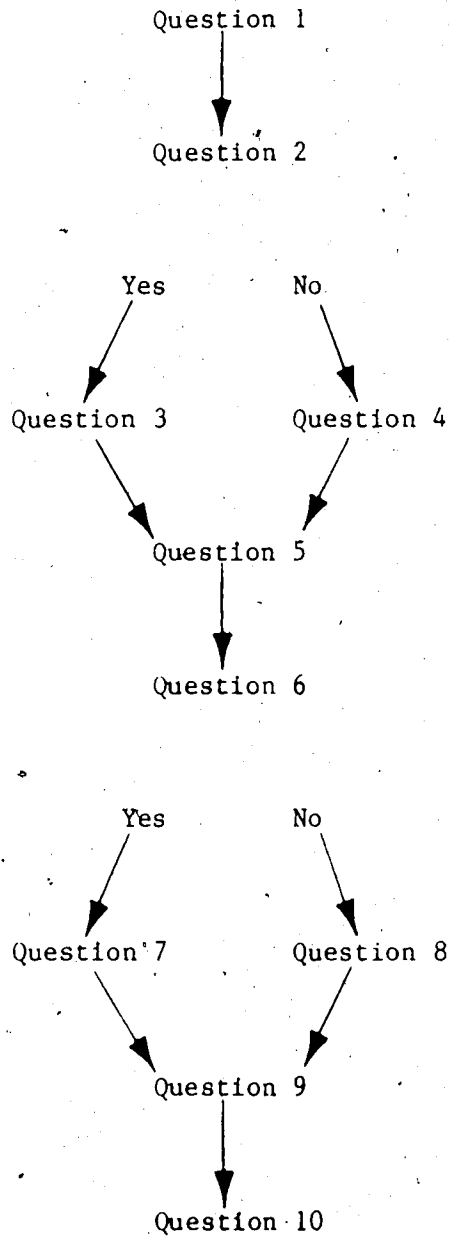 Question 1
Question 2
Yes No
Question 3 Question 4
Question 5
Question 6
Yes No
Question 7 Question 8
Question 9
Question 10